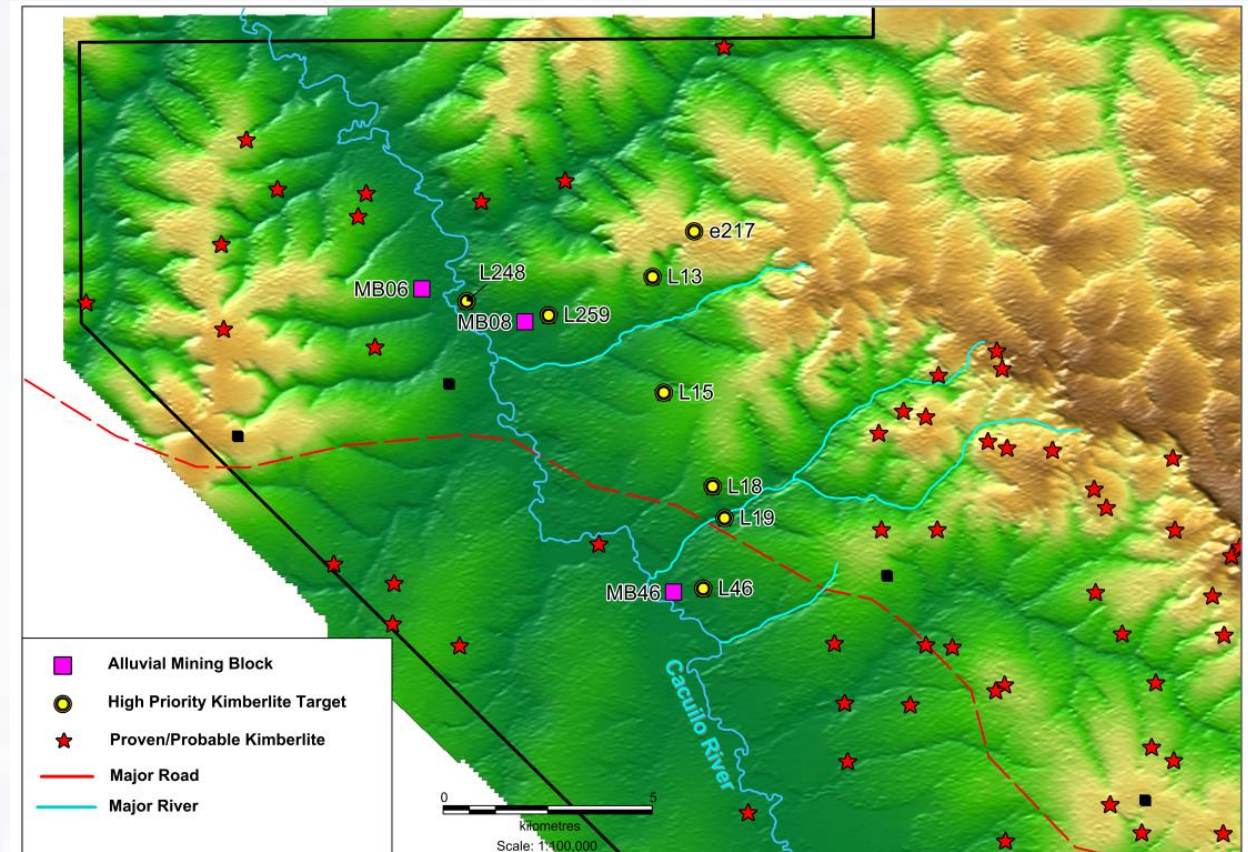 e217
L13
L248
MB06
MB08
L259
L15
L18
L19
MB46
L46
Cacuilo River
Alluvial Mining Block
High Priority Kimberlite Target
Proven/Probable Kimberlite
Major Road
Major River
0 5
kilometres
Scale: 1:100,000